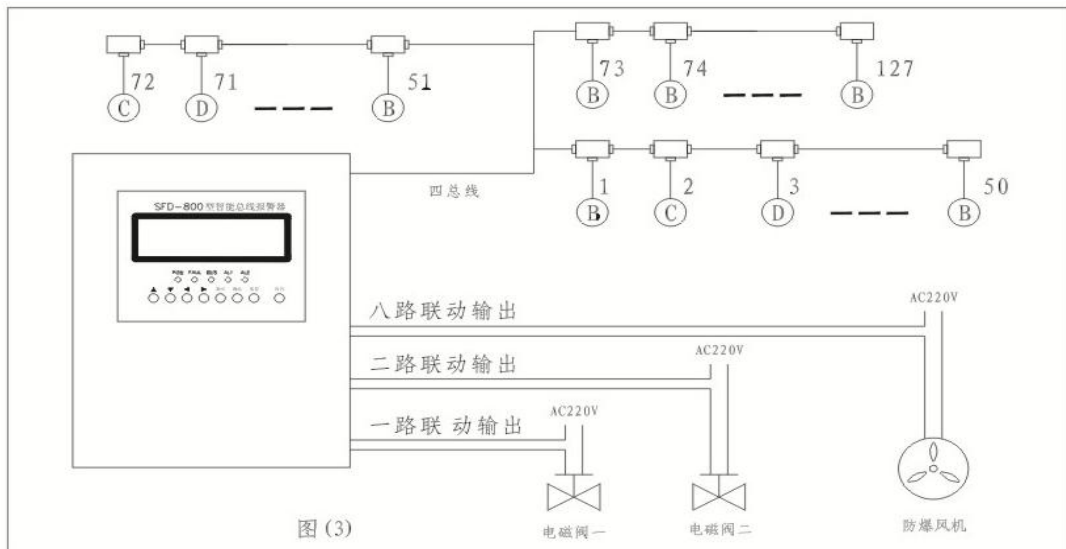 72 71 51
C D B
73 74 127
B B B
四总线
1 2 3 50
B C D B
SFD-800型智能总线报警器
八路联动输出
AC220V
二路联动输出
AC220V
一路联动输出
AC220V
电磁阀一
电磁阀二
防爆风机
图(3)